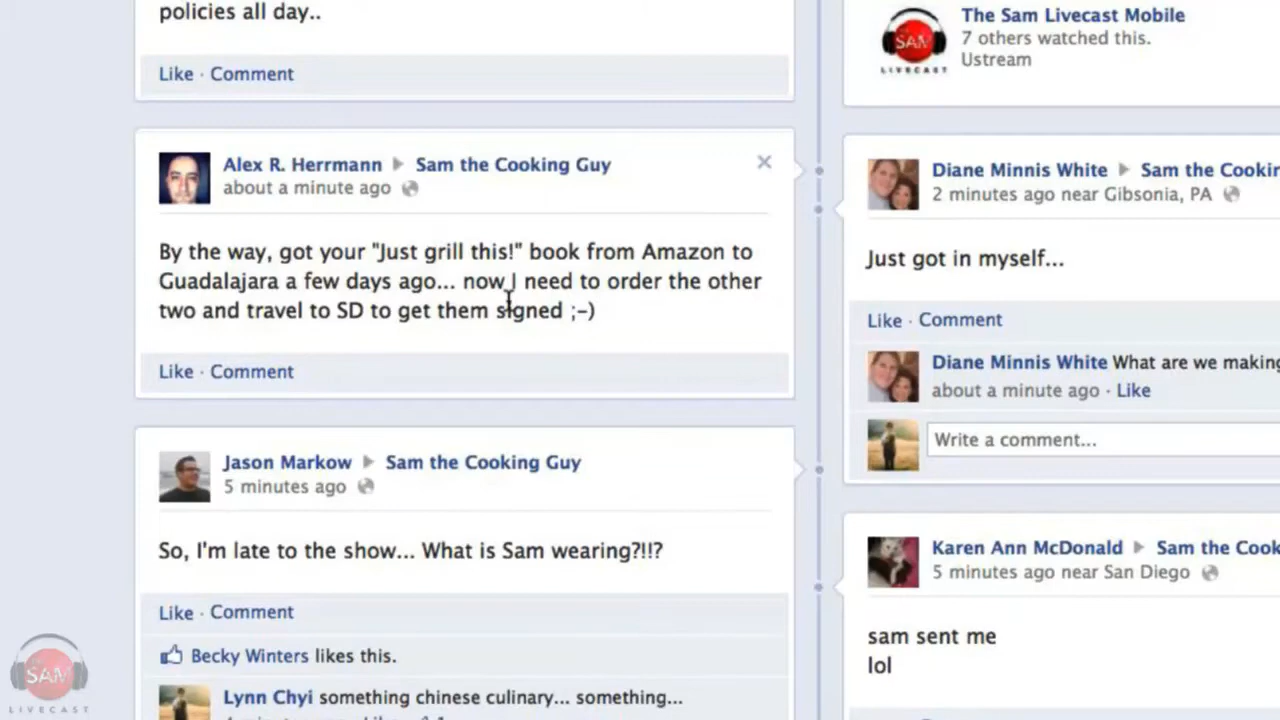 policies all day..
Like · Comment
Alex R. Herrmann ▶ Sam the Cooking Guy
about a minute ago
By the way, got your "Just grill this!" book from Amazon to
Guadalajara a few days ago... now I need to order the other
two and travel to SD to get them signed ;-)
Like · Comment
Jason Markow ▶ Sam the Cooking Guy
5 minutes ago
So, I'm late to the show... What is Sam wearing?!!?
Like · Comment
Becky Winters likes this.
Lynn Chyi something chinese culinary... something...
SAM
LIVECAST
The Sam Livecast Mobile
7 others watched this.
Ustream
SAM
LIVECAST
Diane Minnis White ▶ Sam the Cookin
2 minutes ago near Gibsonia, PA
Just got in myself...
Like · Comment
Diane Minnis White What are we making
about a minute ago · Like
Write a comment...
Karen Ann McDonald ▶ Sam the Cook
5 minutes ago near San Diego
sam sent me
lol